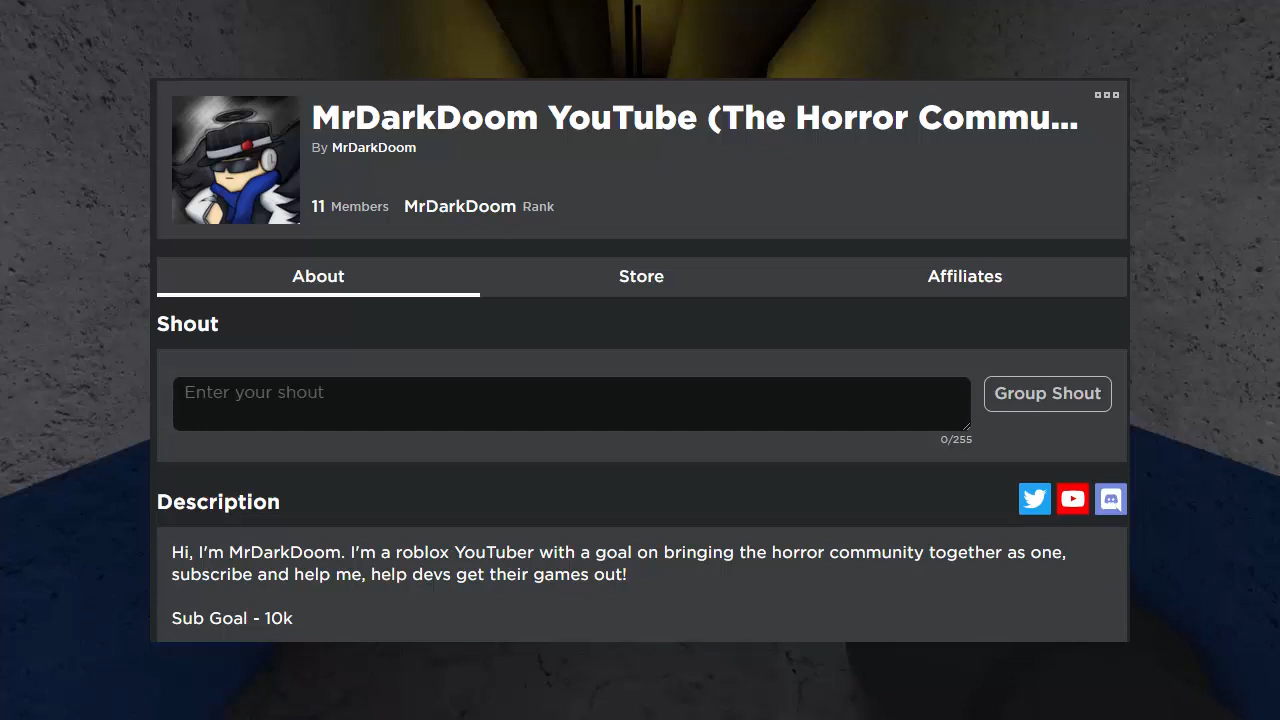 MrDarkDoom YouTube (The Horror Commu...
By MrDarkDoom
11 Members MrDarkDoom Rank
About Store Affiliates
Shout
Enter your shout
Group Shout
0/255
Description
Hi, I'm MrDarkDoom. I'm a roblox YouTuber with a goal on bringing the horror community together as one,
subscribe and help me, help devs get their games out!
Sub Goal - 10k